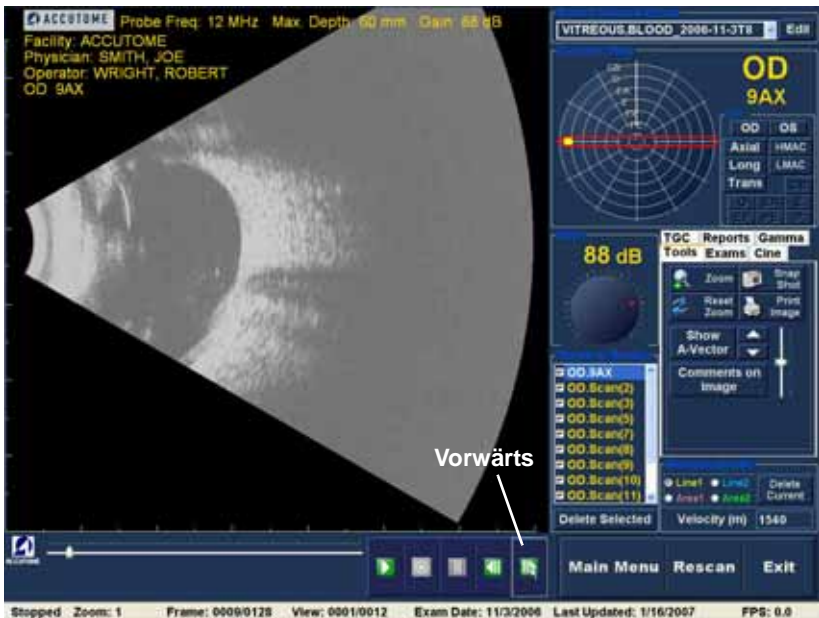 ACCUTOME Probe Freq: 12 MHz Max. Depth: 60 mm Gain: 88 dB
Facility: ACCUTOME
Physician: SMITH, JOE
Operator: WRIGHT, ROBERT
OD 9AX
VITREOUS.BLOOD_2006-11-3T8 Edit
OD
9AX
OD OS
Axial HMAC
Long LMAC
Trans
88 dB
TGC Reports Gamma
Tools Exams Cine
Zoom Snap Shot
Reset Zoom Print Image
Show A-Vector
Comments on Image
OD.9AX
OD.Scan(2)
OD.Scan(3)
OD.Scan(5)
OD.Scan(7)
OD.Scan(8)
OD.Scan(9)
OD.Scan(10)
OD.Scan(11)
Line1 Line2 Delete Current
Area1 Area2
Delete Selected Velocity (m) 1540
Vorwärts
ACCUTOME
Main Menu Rescan Exit
Stopped Zoom: 1 Frame: 0009/0128 View: 0001/0012 Exam Date: 11/3/2006 Last Updated: 1/16/2007 FPS: 0.0